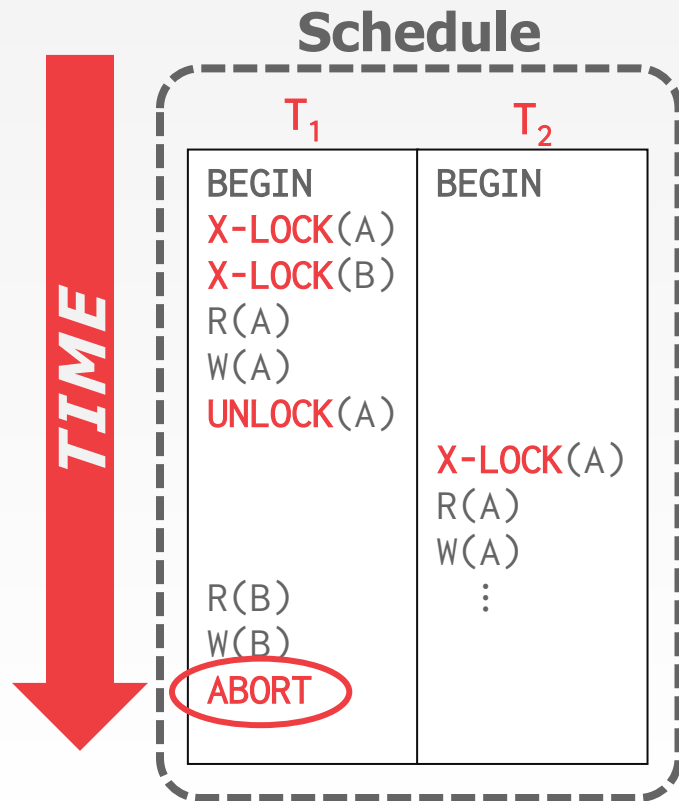 Schedule
TIME
T1 T2
BEGIN BEGIN
X-LOCK(A)
X-LOCK(B)
R(A)
W(A)
UNLOCK(A)
X-LOCK(A)
R(A)
W(A)
R(B) ⋮
W(B)
ABORT